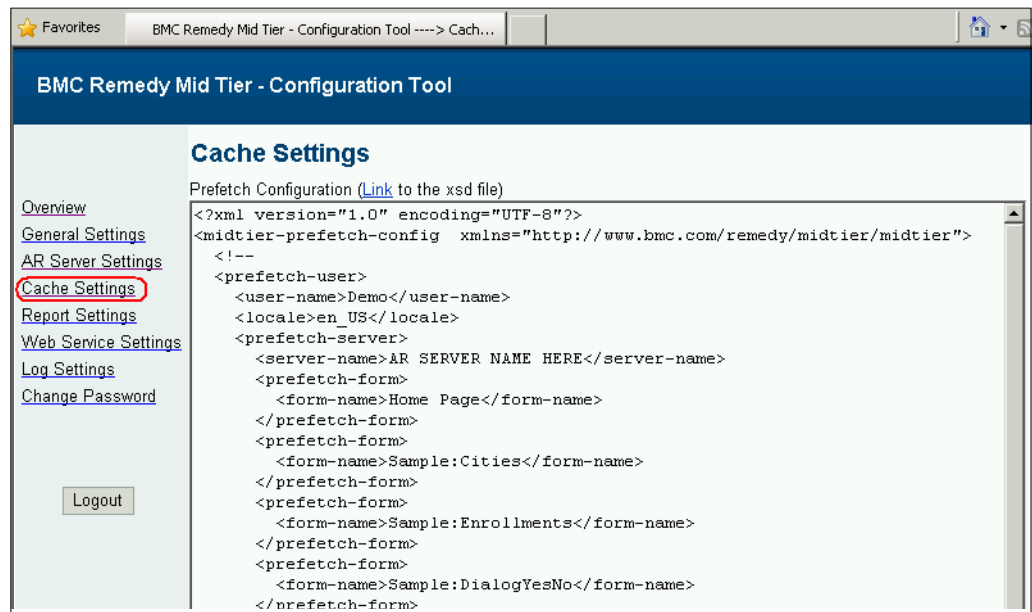 Favorites
BMC Remedy Mid Tier - Configuration Tool ----> Cach...
BMC Remedy Mid Tier - Configuration Tool
Cache Settings
Prefetch Configuration (Link to the xsd file)
Overview
General Settings
AR Server Settings
Cache Settings
Report Settings
Web Service Settings
Log Settings
Change Password
Logout
<?xml version="1.0" encoding="UTF-8"?>
<midtier-prefetch-config  xmlns="http://www.bmc.com/remedy/midtier/midtier">
  <!--
  <prefetch-user>
    <user-name>Demo</user-name>
    <locale>en_US</locale>
    <prefetch-server>
      <server-name>AR SERVER NAME HERE</server-name>
      <prefetch-form>
        <form-name>Home Page</form-name>
      </prefetch-form>
      <prefetch-form>
        <form-name>Sample:Cities</form-name>
      </prefetch-form>
      <prefetch-form>
        <form-name>Sample:Enrollments</form-name>
      </prefetch-form>
      <prefetch-form>
        <form-name>Sample:DialogYesNo</form-name>
      </prefetch-form>